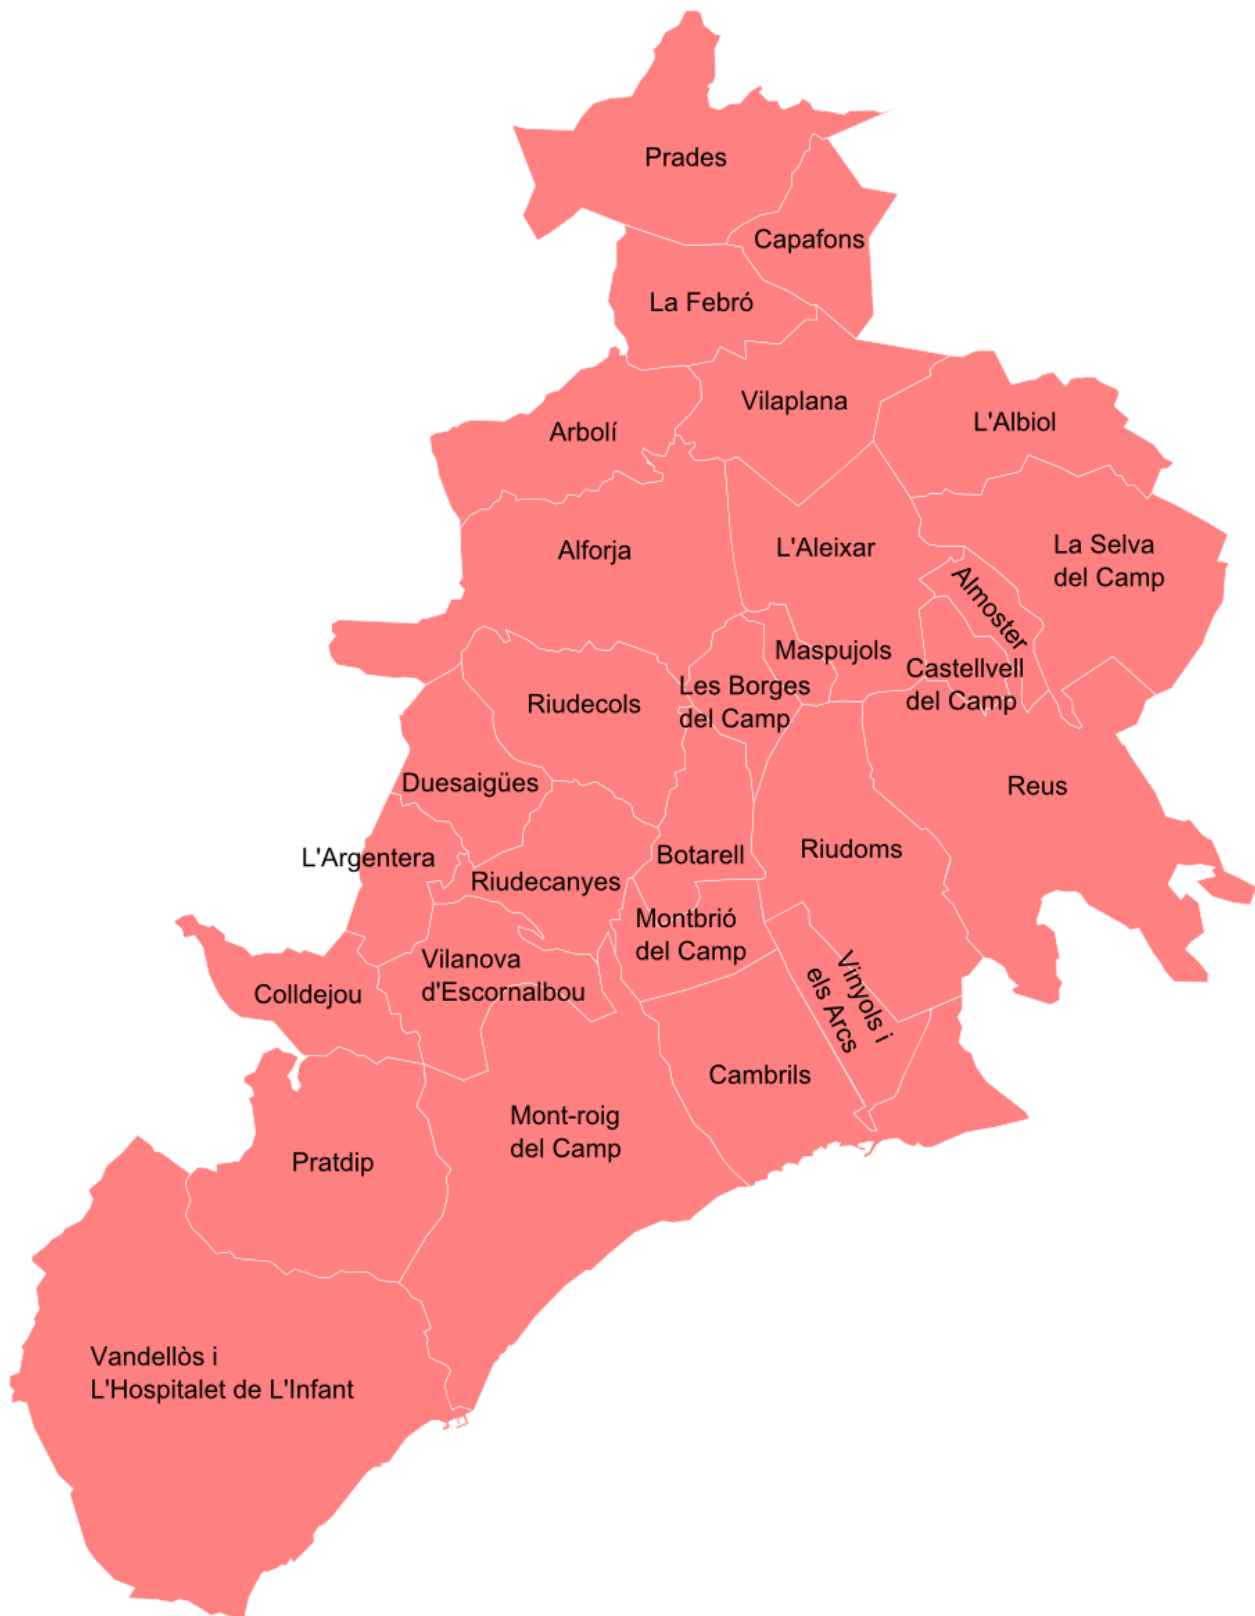 Prades
Capafons
La Febró
Vilaplana
L'Albiol
Arbolí
Alforja
L'Aleixar
La Selva
del Camp
Almoster
Maspujols
Castellvell
del Camp
Les Borges
del Camp
Riudecols
Duesaigües
Reus
L'Argentera
Riudecanyes
Botarell
Riudoms
Montbrió
del Camp
Vilanova
d'Escornalbou
Colldejou
Vinyols i
els Arcs
Cambrils
Mont-roig
del Camp
Pratdip
Vandellòs i
L'Hospitalet de L'Infant